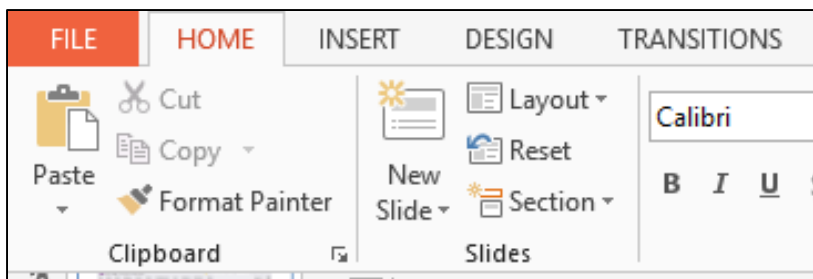 FILE HOME INSERT DESIGN TRANSITIONS
Cut
Copy
Format Painter
Paste
Clipboard
New
Slide
Layout
Reset
Section
Slides
Calibri
B I U